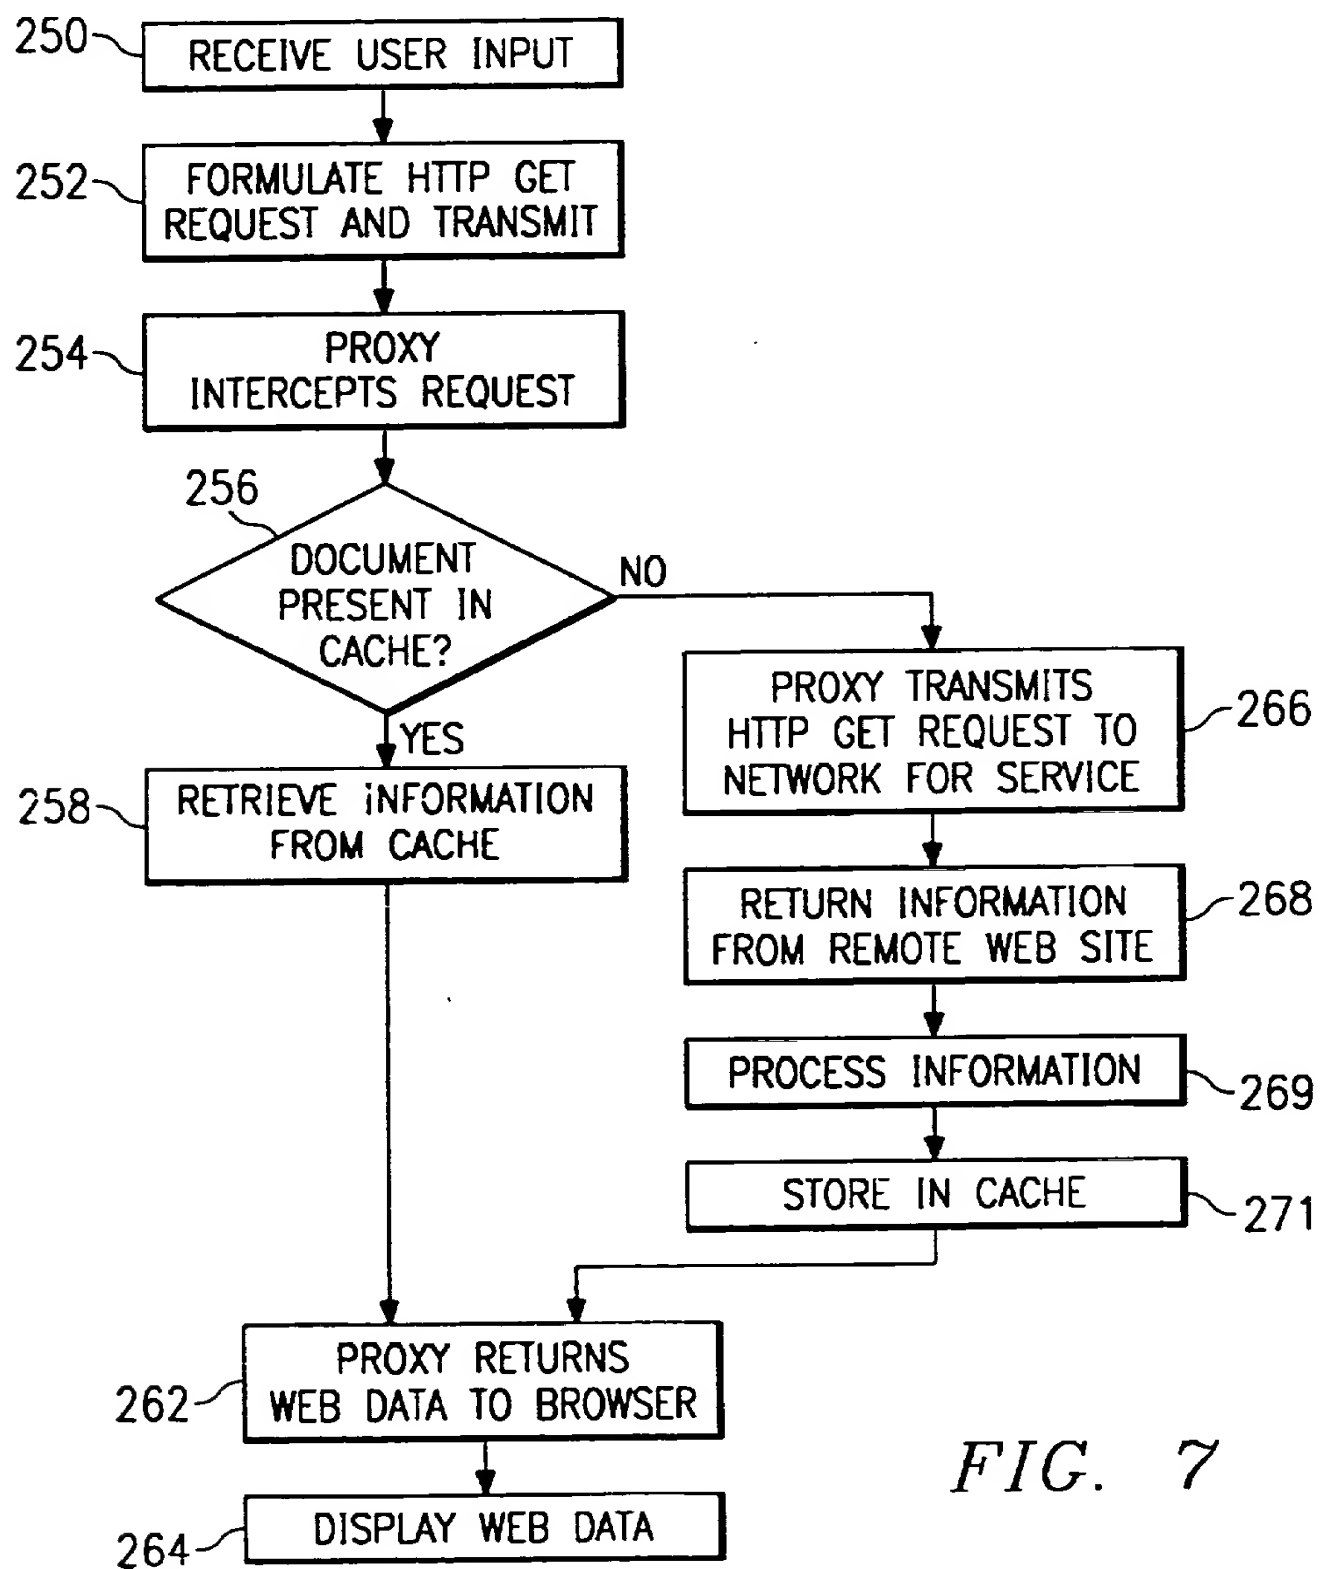 250
RECEIVE USER INPUT
252
FORMULATE HTTP GET
REQUEST AND TRANSMIT
254
PROXY
INTERCEPTS REQUEST
256
DOCUMENT
PRESENT IN
CACHE?
NO
YES
PROXY TRANSMITS
HTTP GET REQUEST TO
NETWORK FOR SERVICE
266
258
RETRIEVE INFORMATION
FROM CACHE
RETURN INFORMATION
FROM REMOTE WEB SITE
268
PROCESS INFORMATION
269
STORE IN CACHE
271
PROXY RETURNS
WEB DATA TO BROWSER
262
DISPLAY WEB DATA
264
FIG. 7